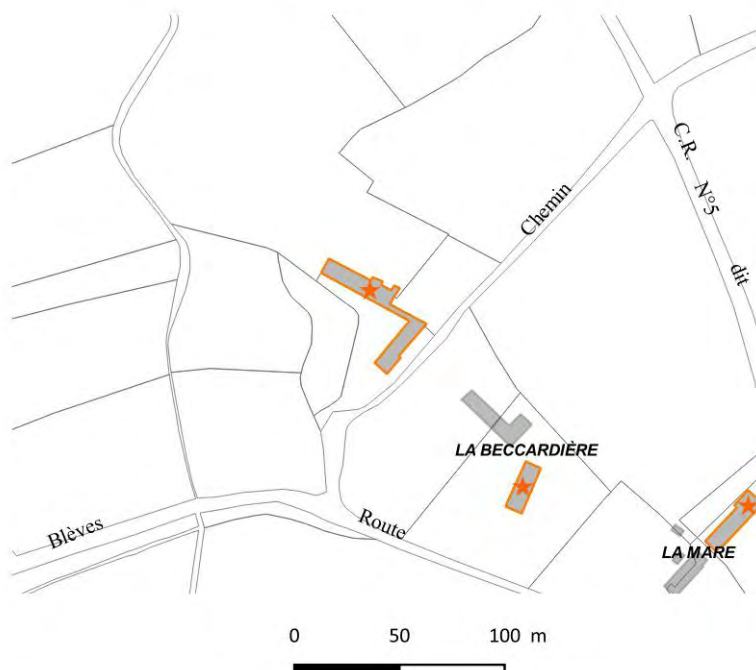 C.R. N°5 dit
Chemin
LA BECCARDIÈRE
Blèves
Route
LA MARE
0 50 100 m